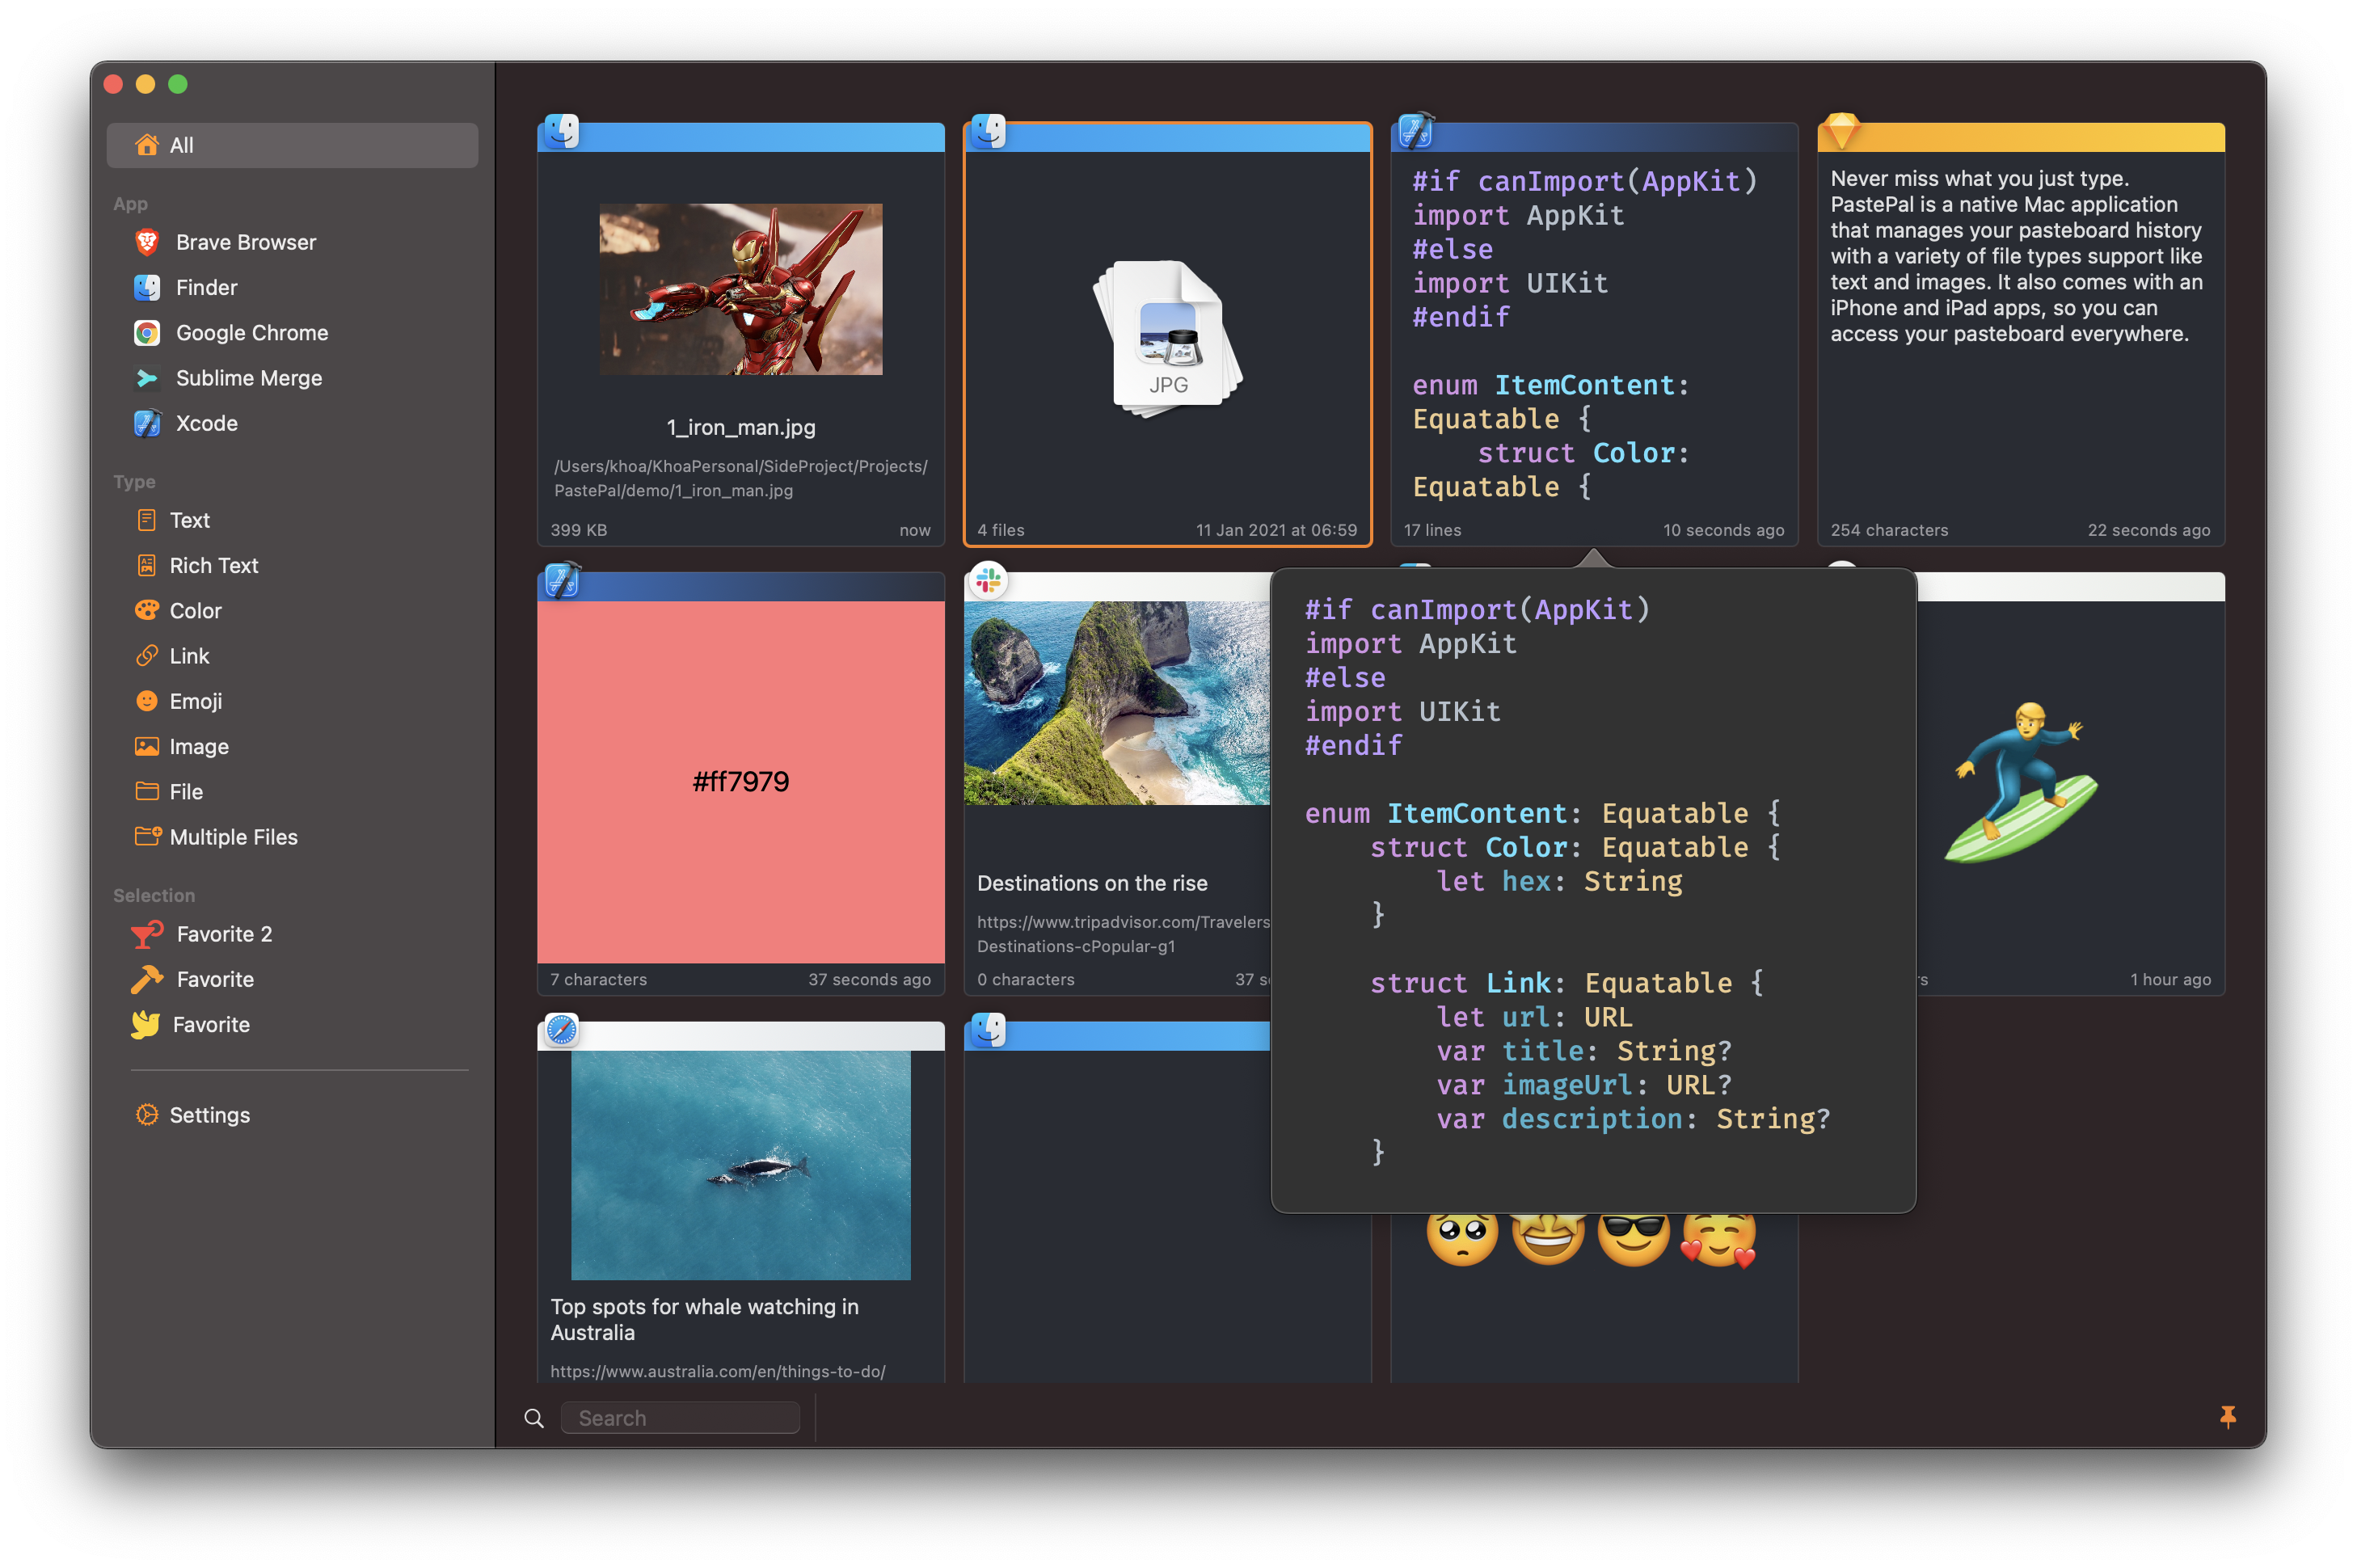 All
App
Brave Browser
Finder
Google Chrome
Sublime Merge
Xcode
Type
Text
Rich Text
Color
Link
Emoji
Image
File
Multiple Files
Selection
Favorite 2
Favorite
Favorite
Settings
1_iron_man.jpg
/Users/khoa/KhoaPersonal/SideProject/Projects/
PastePal/demo/1_iron_man.jpg
399 KB
now
JPG
4 files
11 Jan 2021 at 06:59
#if canImport(AppKit)
import AppKit
#else
import UIKit
#endif
enum ItemContent:
Equatable {
struct Color:
Equatable {
17 lines
10 seconds ago
Never miss what you just type.
PastePal is a native Mac application
that manages your pasteboard history
with a variety of file types support like
text and images. It also comes with an
iPhone and iPad apps, so you can
access your pasteboard everywhere.
254 characters
22 seconds ago
#ff7979
7 characters
37 seconds ago
Destinations on the rise
https://www.tripadvisor.com/Travelers
Destinations-cPopular-g1
0 characters
37 s
#if canImport(AppKit)
import AppKit
#else
import UIKit
#endif
enum ItemContent: Equatable {
struct Color: Equatable {
let hex: String
}
struct Link: Equatable {
let url: URL
var title: String?
var imageUrl: URL?
var description: String?
}
1 hour ago
Top spots for whale watching in
Australia
https://www.australia.com/en/things-to-do/
Search